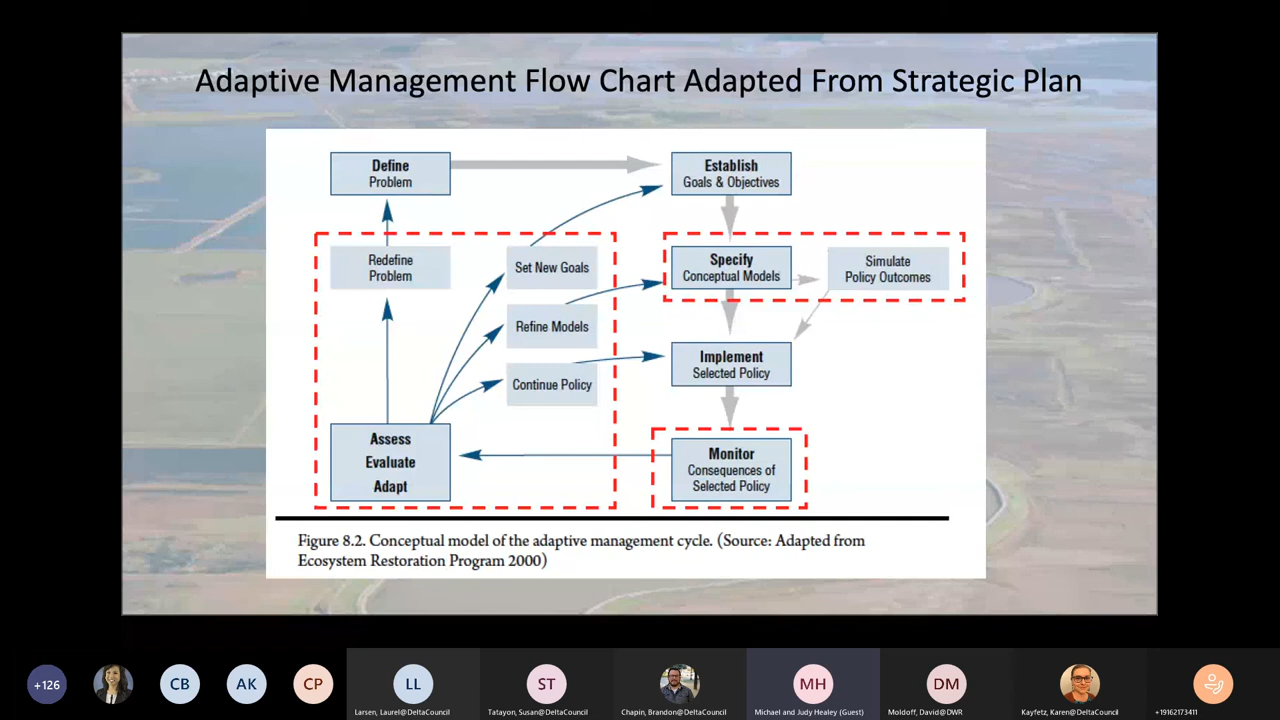 Adaptive Management Flow Chart Adapted From Strategic Plan
Define
Problem
Establish
Goals & Objectives
Redefine
Problem
Set New Goals
Specify
Conceptual Models
Simulate
Policy Outcomes
Refine Models
Implement
Selected Policy
Continue Policy
Assess
Evaluate
Adapt
Monitor
Consequences of
Selected Policy
Figure 8.2. Conceptual model of the adaptive management cycle. (Source: Adapted from
Ecosystem Restoration Program 2000)
+126
CB
AK
CP
LL
ST
MH
DM
Larsen, Laurel@DeltaCouncil
Tatayon, Susan@DeltaCouncil
Chapin, Brandon@DeltaCouncil
Michael and Judy Healey (Guest)
Moldoff, David@DWR
Kayfetz, Karen@DeltaCouncil
+19162173411